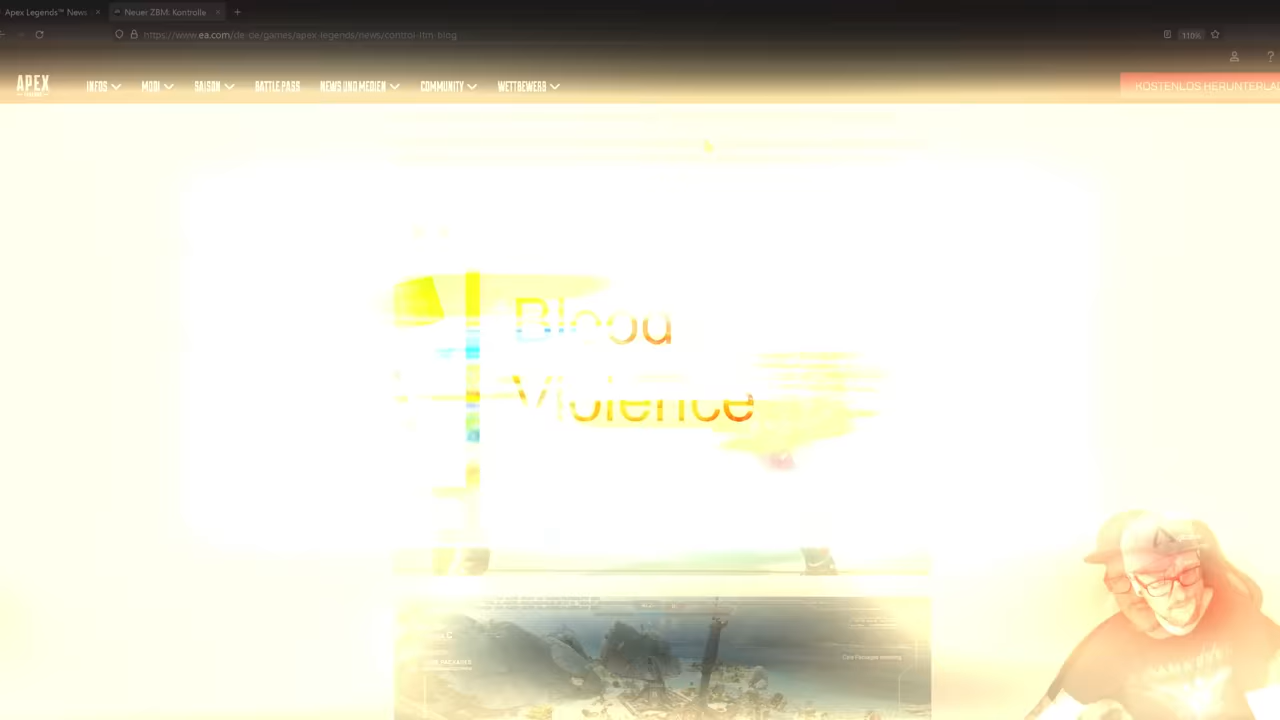 Apex Legends™ News
Neuer ZBM: Kontrolle
https://www.ea.com/de-de/games/apex-legends/news/control-ltm-blog
110%
APEX
INFOS
MOBI
SAISON
BATTLE PASS
NEWS UND MEDIEN
COMMUNITY
WETTBEWERB
KOSTENLOS HERUNTERLA
Blood
Violence